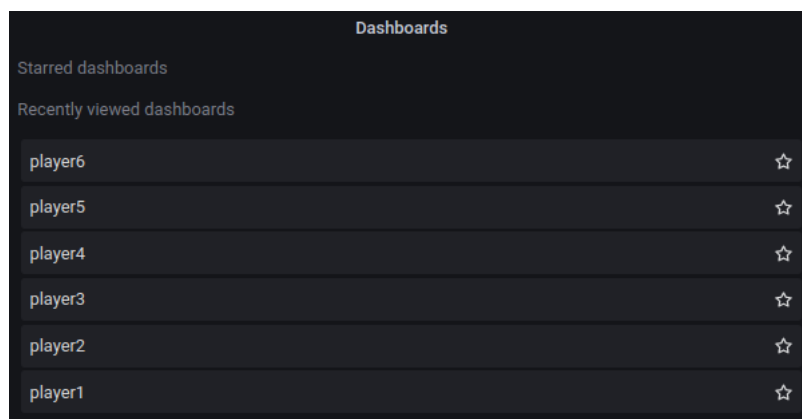 Dashboards
Starred dashboards
Recently viewed dashboards
player6
player5
player4
player3
player2
player1